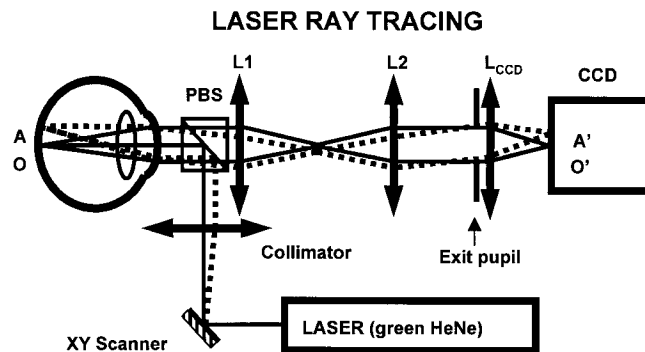 LASER RAY TRACING
L1
L2
LCCD
CCD
PBS
A
O
A'
O'
Collimator
Exit pupil
XY Scanner
LASER (green HeNe)